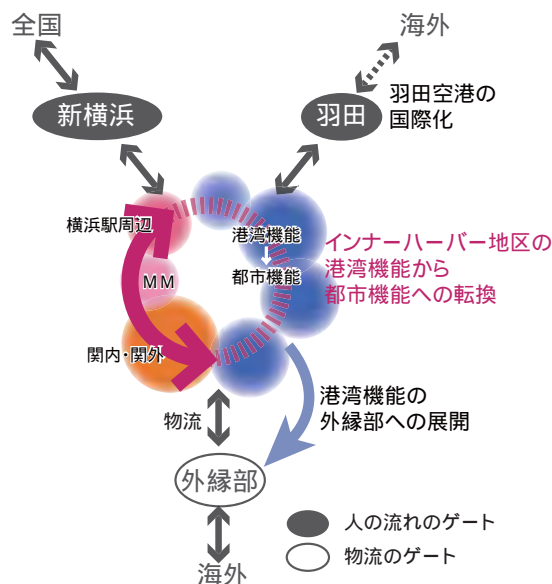 全国
海外
新横浜
羽田
羽田空港の
国際化
横浜駅周辺
港湾機能
都市機能
インナーハーバー地区の
港湾機能から
都市機能への転換
MM
関内・関外
港湾機能の
外縁部への展開
物流
外縁部
海外
人の流れのゲート
物流のゲート